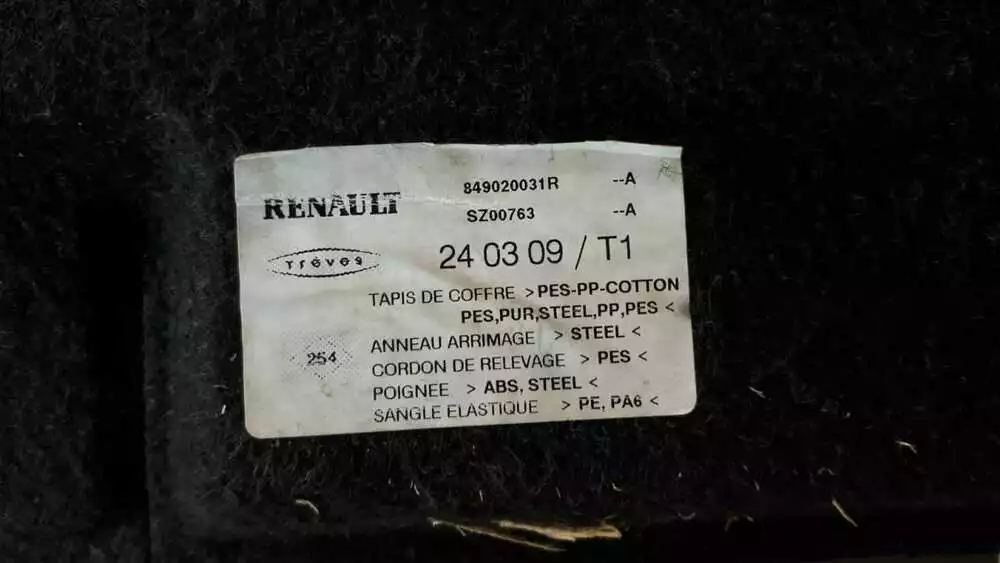 849020031R --A
RENAULT
SZ00763 --A
Trèves
24 03 09 / T1
TAPIS DE COFFRE >PES-PP-COTTON
PES,PUR,STEEL,PP,PES <
ANNEAU ARRIMAGE > STEEL <
254
CORDON DE RELEVAGE > PES <
POIGNEE > ABS, STEEL <
SANGLE ELASTIQUE > PE, PA6 <